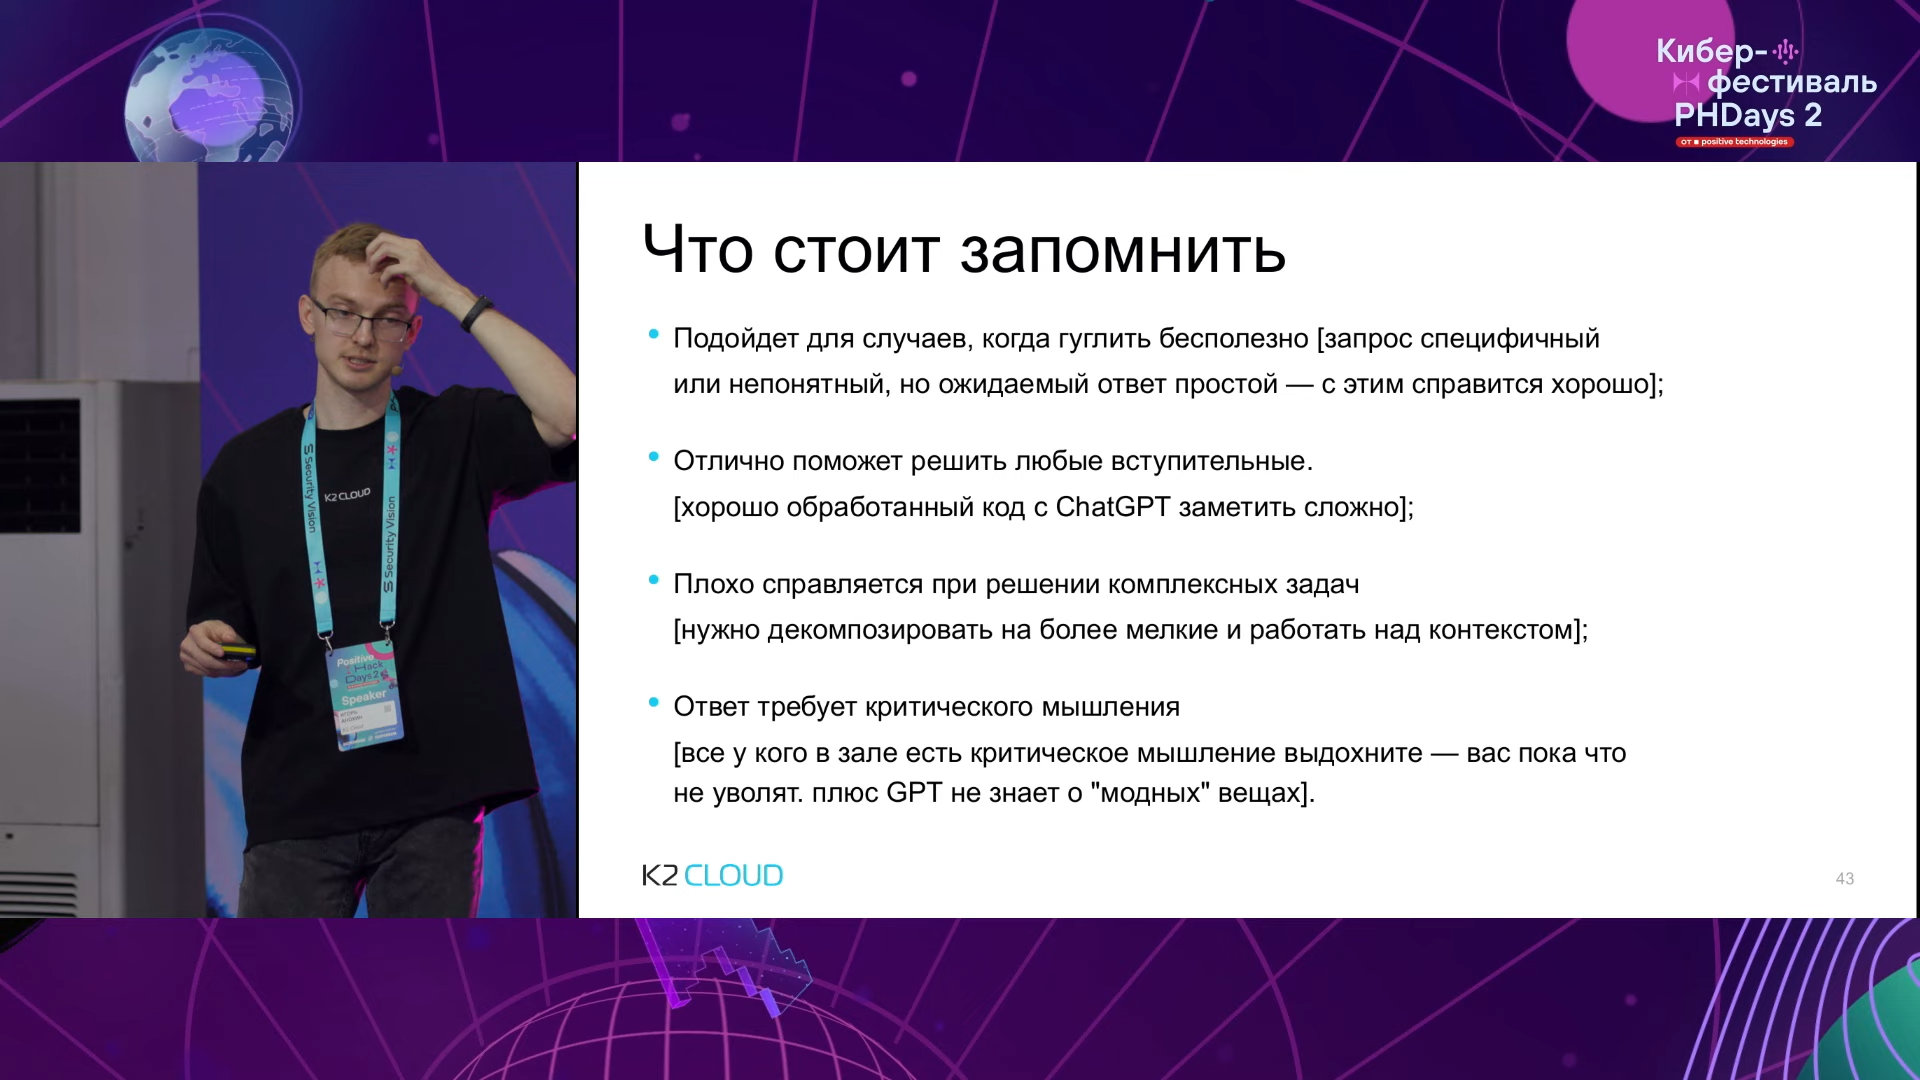 Кибер-
фестиваль
PHDays 2
от positive technologies
Что стоит запомнить
Подойдет для случаев, когда гуглить бесполезно [запрос специфичный
или непонятный, но ожидаемый ответ простой — с этим справится хорошо];
Отлично поможет решить любые вступительные.
[хорошо обработанный код с ChatGPT заметить сложно];
Плохо справляется при решении комплексных задач
[нужно декомпозировать на более мелкие и работать над контекстом];
Ответ требует критического мышления
[все у кого в зале есть критическое мышление выдохните — вас пока что
не уволят. плюс GPT не знает о "модных" вещах].
K2 CLOUD
43
K2 CLOUD
Security Vision
Security Vision
Positive
Hack
Days 2
Speaker